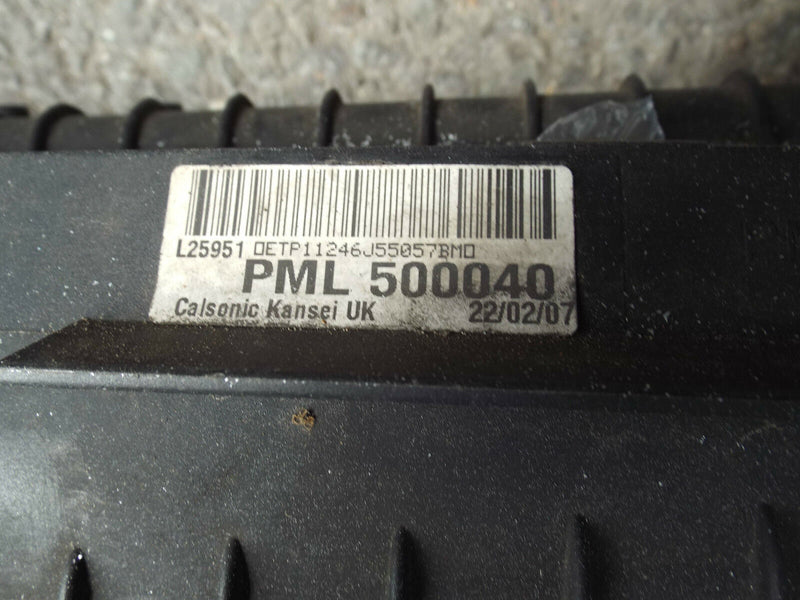 L25951 0ETP11246J55057BM0
PML 500040
Calsonic Kansei UK 22/02/07